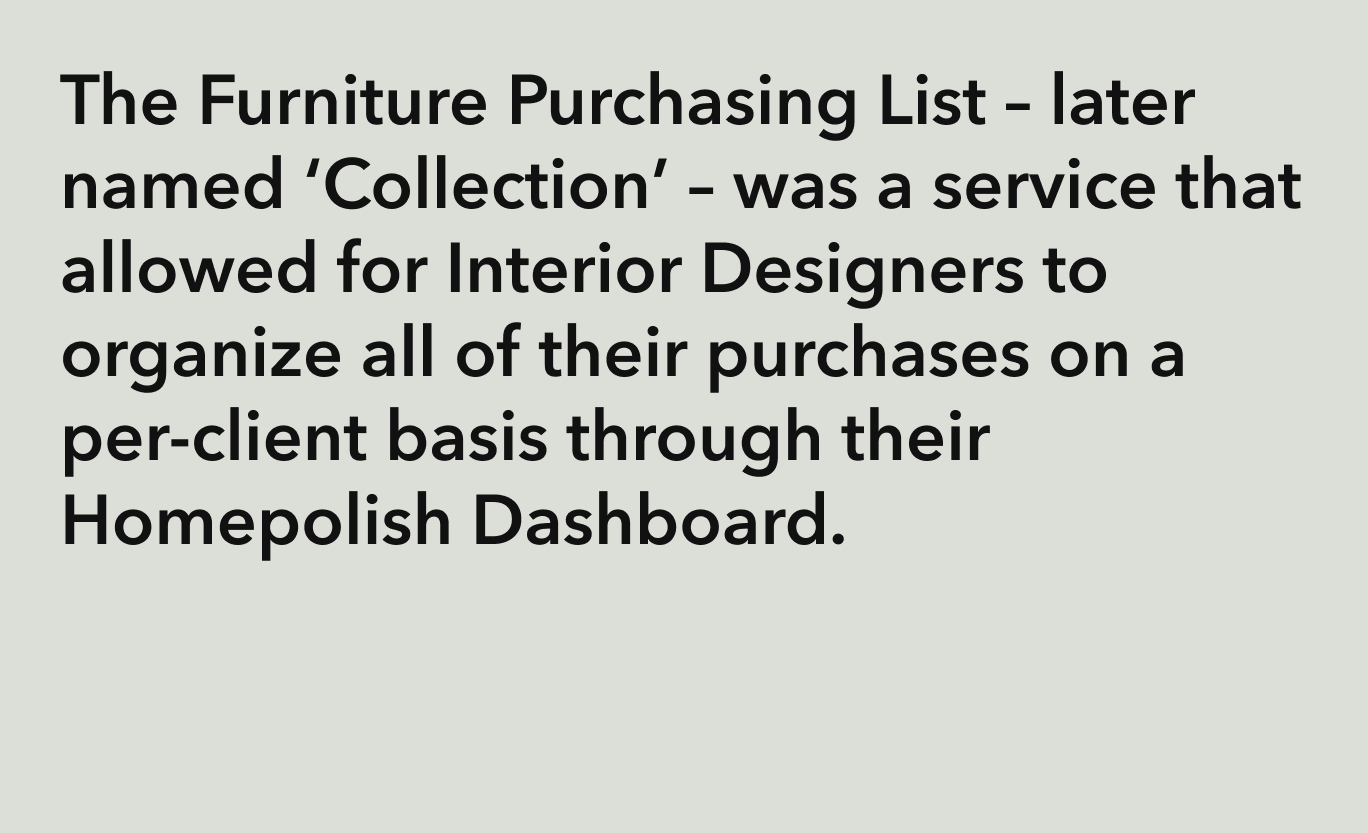 The Furniture Purchasing List – later
named ‘Collection’ – was a service that
allowed for Interior Designers to
organize all of their purchases on a
per-client basis through their
Homepolish Dashboard.